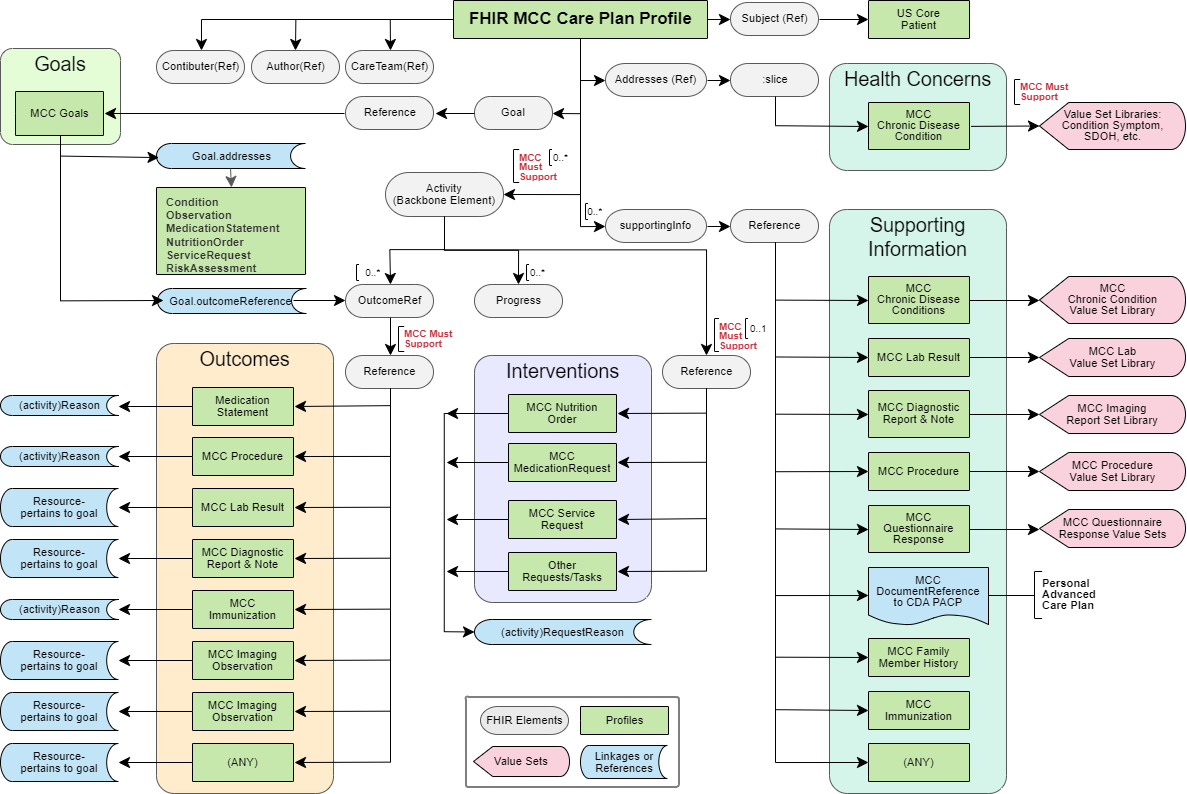 FHIR MCC Care Plan Profile
Subject (Ref)
US Core
Patient
Contibuter(Ref)
Author(Ref)
CareTeam(Ref)
Addresses (Ref)
:slice
Goals
MCC Goals
Reference
Goal
Health Concerns
MCC
Chronic Disease
Condition
MCC Must
Support
Value Set Libraries:
Condition Symptom,
SDOH, etc.
Goal.addresses
Condition
Observation
MedicationStatement
NutritionOrder
ServiceRequest
RiskAssessment
Goal.outcomeReference
MCC
Must
Support
0..*
Activity
(Backbone Element)
0..*
supportingInfo
Reference
0..*
OutcomeRef
0..*
Progress
MCC Must
Support
Reference
MCC
Must
Support
0..1
Reference
Outcomes
Medication
Statement
(activity)Reason
MCC Procedure
(activity)Reason
MCC Lab Result
Resource-
pertains to goal
MCC Diagnostic
Report & Note
Resource-
pertains to goal
MCC
Immunization
(activity)Reason
MCC Imaging
Observation
Resource-
pertains to goal
MCC Imaging
Observation
Resource-
pertains to goal
(ANY)
Resource-
pertains to goal
Interventions
MCC Nutrition
Order
MCC
MedicationRequest
MCC Service
Request
Other
Requests/Tasks
(activity)RequestReason
Supporting
Information
MCC
Chronic Disease
Conditions
MCC
Chronic Condition
Value Set Library
MCC Lab Result
MCC Lab
Value Set Library
MCC Diagnostic
Report & Note
MCC Imaging
Report Set Library
MCC Procedure
MCC Procedure
Value Set Library
MCC
Questionnaire
Response
MCC Questionnaire
Response Value Sets
MCC
DocumentReference
to CDA PACP
Personal
Advanced
Care Plan
MCC Family
Member History
MCC
Immunization
(ANY)
FHIR Elements
Profiles
Value Sets
Linkages or
References